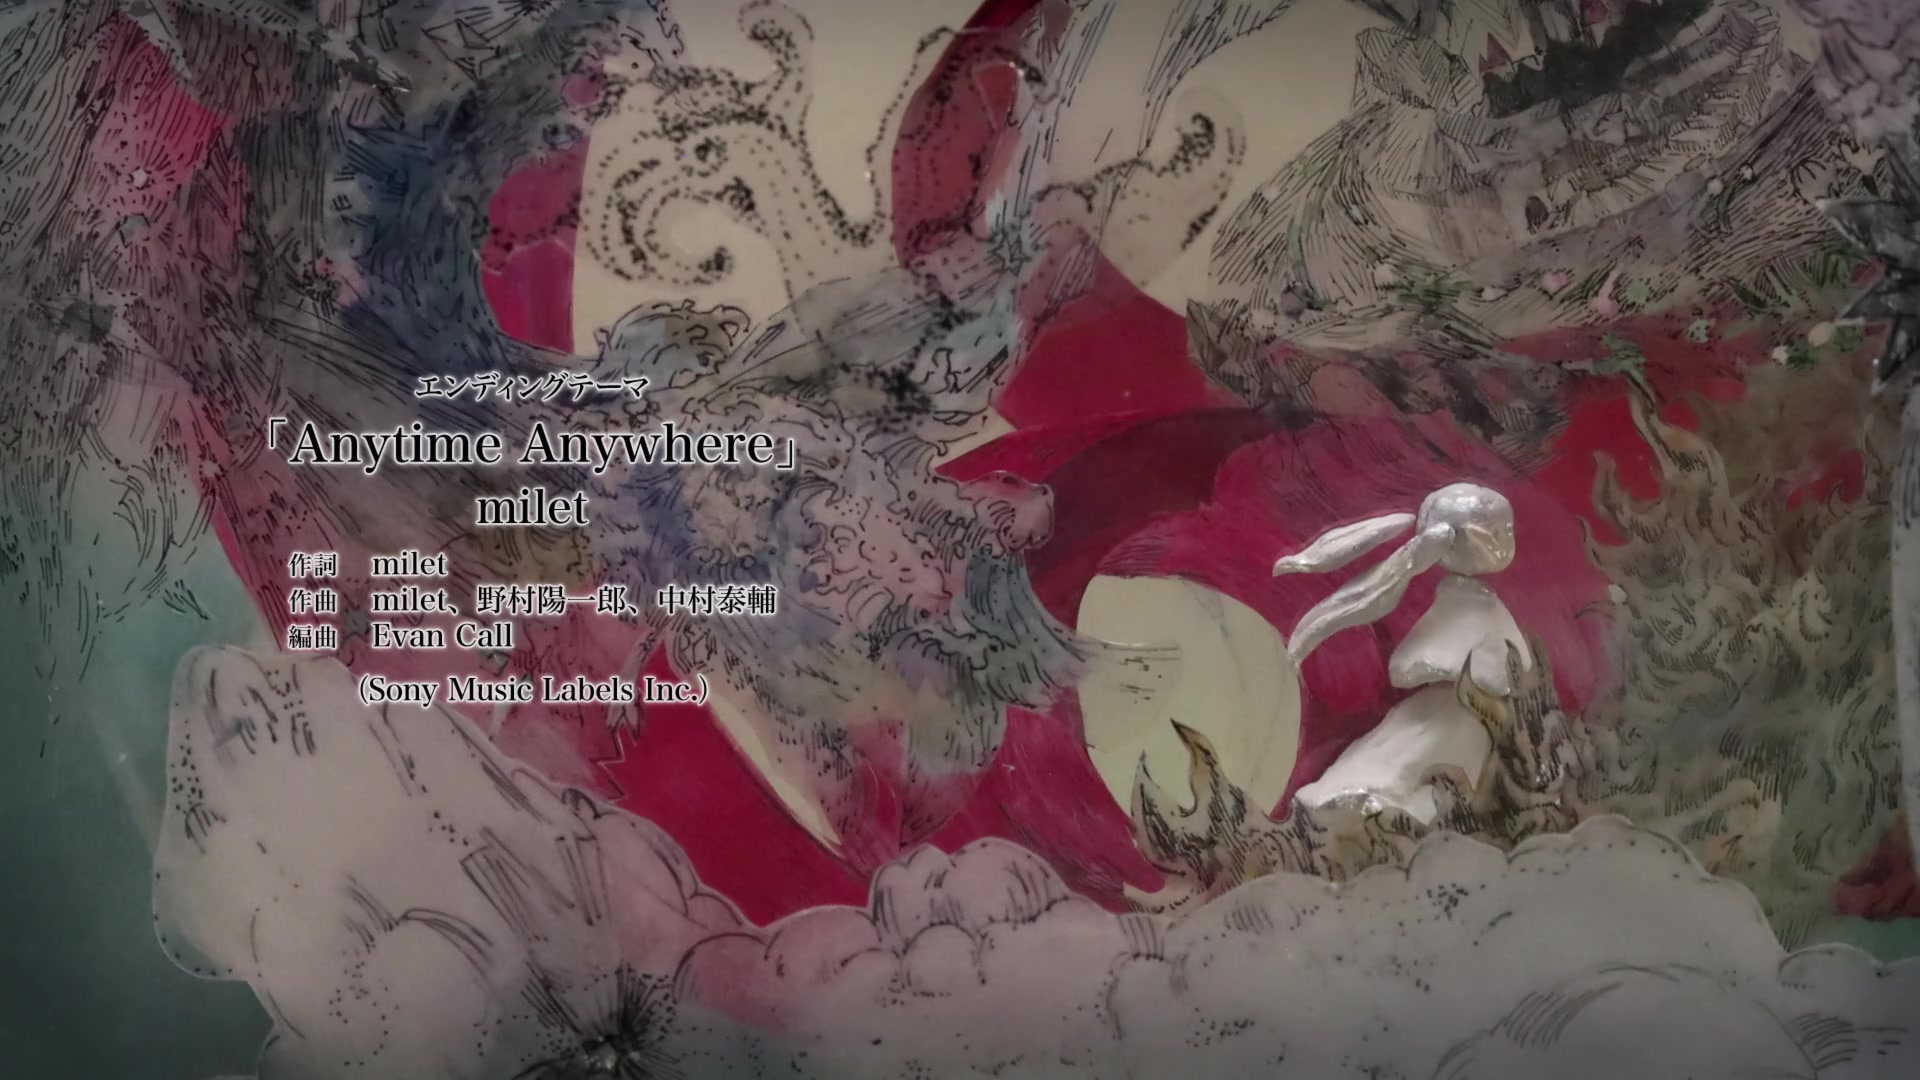 エンディングテーマ
「Anytime Anywhere」
milet
作詞 milet
作曲 milet、野村陽一郎、中村泰輔
編曲 Evan Call
(Sony Music Labels Inc.)